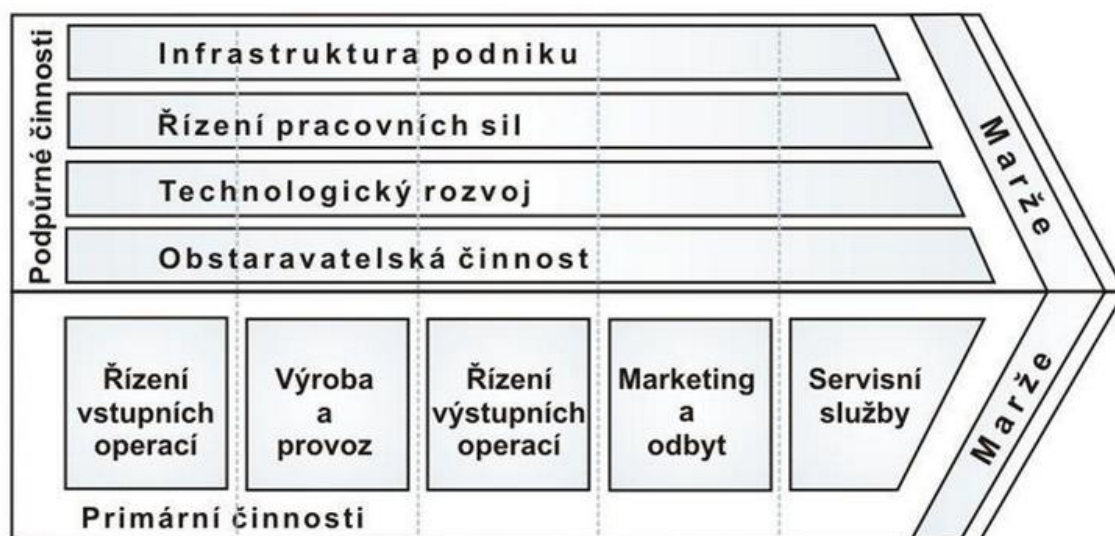 Podpůrné činnosti
Infrastruktura podniku
Řízení pracovních sil
Technologický rozvoj
Obstaravatelská činnost
Marže
Řízení
vstupních
operací
Výroba
a
provoz
Řízení
výstupních
operací
Marketing
a
odbyt
Servisní
služby
Marže
Primární činnosti